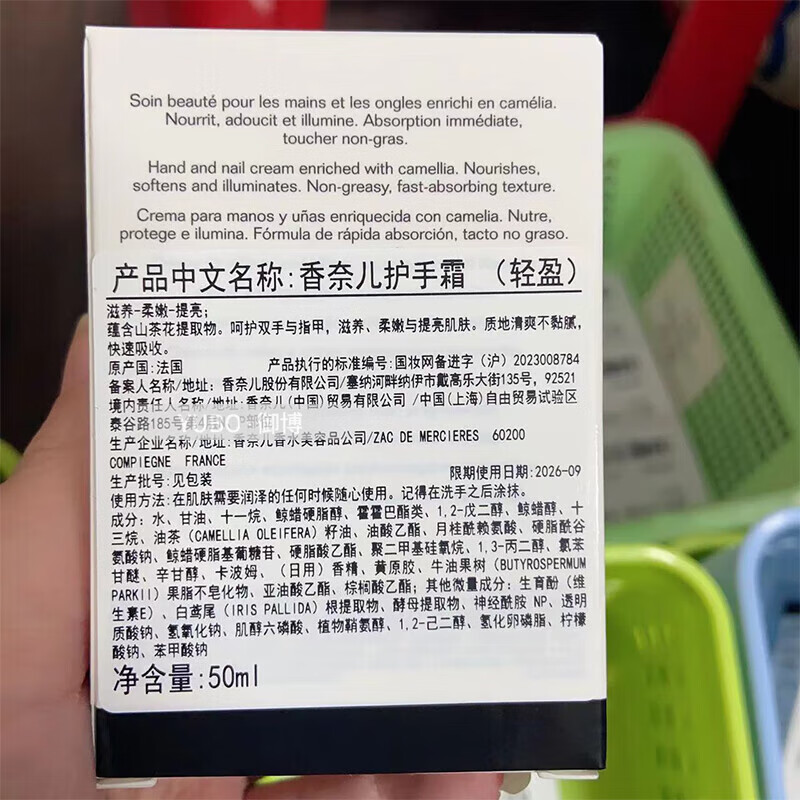 Soin beauté pour les mains et les ongles enrichi en camélia.
Nourrit, adoucit et illumine. Absorption immédiate,
toucher non-gras.
Hand and nail cream enriched with camellia. Nourishes,
softens and illuminates. Non-greasy, fast-absorbing texture.
Crema para manos y uñas enriquecida con camelia. Nutre,
protege e ilumina. Fórmula de rápida absorción, tacto no graso.
产品中文名称:香奈儿护手霜 （轻盈）
滋养-柔嫩-提亮;
蕴含山茶花提取物。呵护双手与指甲，滋养、柔嫩与提亮肌肤。质地清爽不黏腻，
快速吸收。
原产国:法国 产品执行的标准编号:国妆网备进字（沪）2023008784
备案人名称/地址: 香奈儿股份有限公司/塞纳河畔纳伊市戴高乐大街135号, 92521
境内责任人名称/地址:香奈儿(中国)贸易有限公司 /中国(上海)自由贸易试验区
泰谷路185号
YUBO 御博
生产企业名称/地址:香奈儿香水美容品公司/ZAC DE MERCIERES 60200
COMPIEGNE FRANCE
生产批号:见包装 限期使用日期:2026-09
使用方法:在肌肤需要润泽的任何时候随心使用。记得在洗手之后涂抹。
成分: 水、甘油、十一烷、鲸蜡硬脂醇、霍霍巴酯类、1,2-戊二醇、鲸蜡醇、十
三烷、油茶(CAMELLIA OLEIFERA)籽油、油酸乙酯、月桂酰赖氨酸、硬脂酰谷
氨酸钠、鲸蜡硬脂基葡糖苷、硬脂酸乙酯、聚二甲基硅氧烷、1,3-丙二醇、氯苯
甘醚、辛甘醇、卡波姆、（日用）香精、黄原胶、牛油果树(BUTYROSPERMUM
PARKII)果脂不皂化物、亚油酸乙酯、棕榈酸乙酯; 其他微量成分: 生育酚(维
生素E)、白鸢尾(IRIS PALLIDA)根提取物、酵母提取物、神经酰胺 NP、透明
质酸钠、氢氧化钠、肌醇六磷酸、植物鞘氨醇、1,2-己二醇、氢化卵磷脂、柠檬
酸钠、苯甲酸钠
净含量:50ml